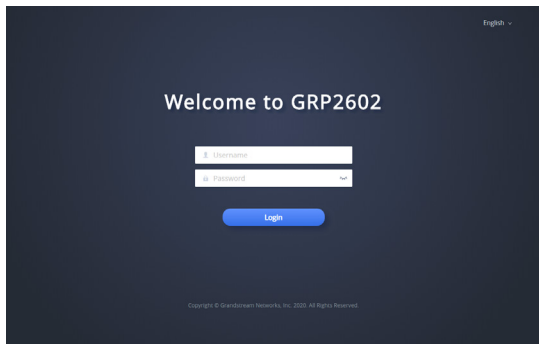 English
Welcome to GRP2602
Username
Password
Login
Copyright © Grandstream Networks, Inc. 2020. All Rights Reserved.